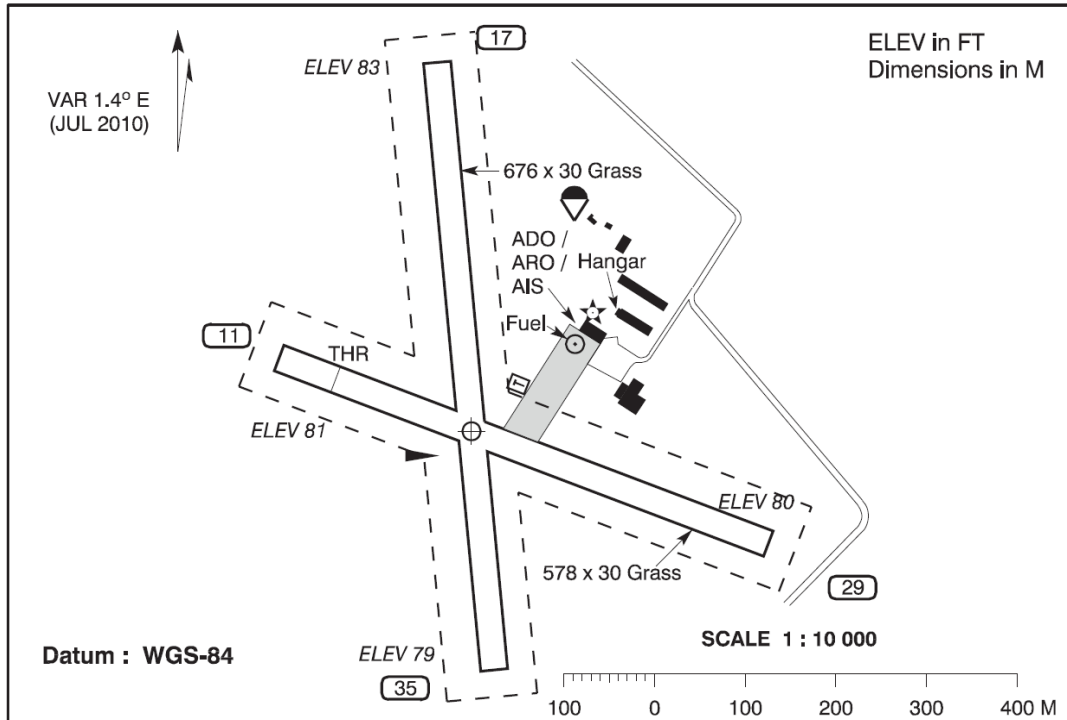 17
ELEV in FT
Dimensions in M
ELEV 83
VAR 1.4º E
(JUL 2010)
676 x 30 Grass
ADO /
ARO /
AIS
Hangar
Fuel
11
THR
T
ELEV 81
ELEV 80
578 x 30 Grass
29
Datum : WGS-84
ELEV 79
35
SCALE 1 : 10 000
100 0 100 200 300 400 M